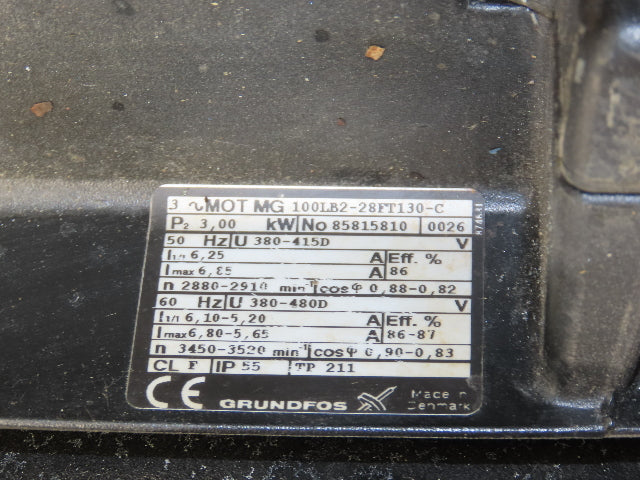 3 ~ MOT MG 100LB2-28FT130-C
P2 3,00 kW No 85815810 0026
50 Hz U 380-415D V
I1/1 6,25 A Eff. %
Imax 6,85 A 86
n 2880-2910 min⁻¹ cos φ 0,88-0,82
60 Hz U 380-480D V
I1/1 6,10-5,20 A Eff. %
Imax 6,80-5,65 A 86-87
n 3450-3520 min⁻¹ cos φ 0,90-0,83
CL F IP 55 TP 211
CE GRUNDFOS Made in
Denmark